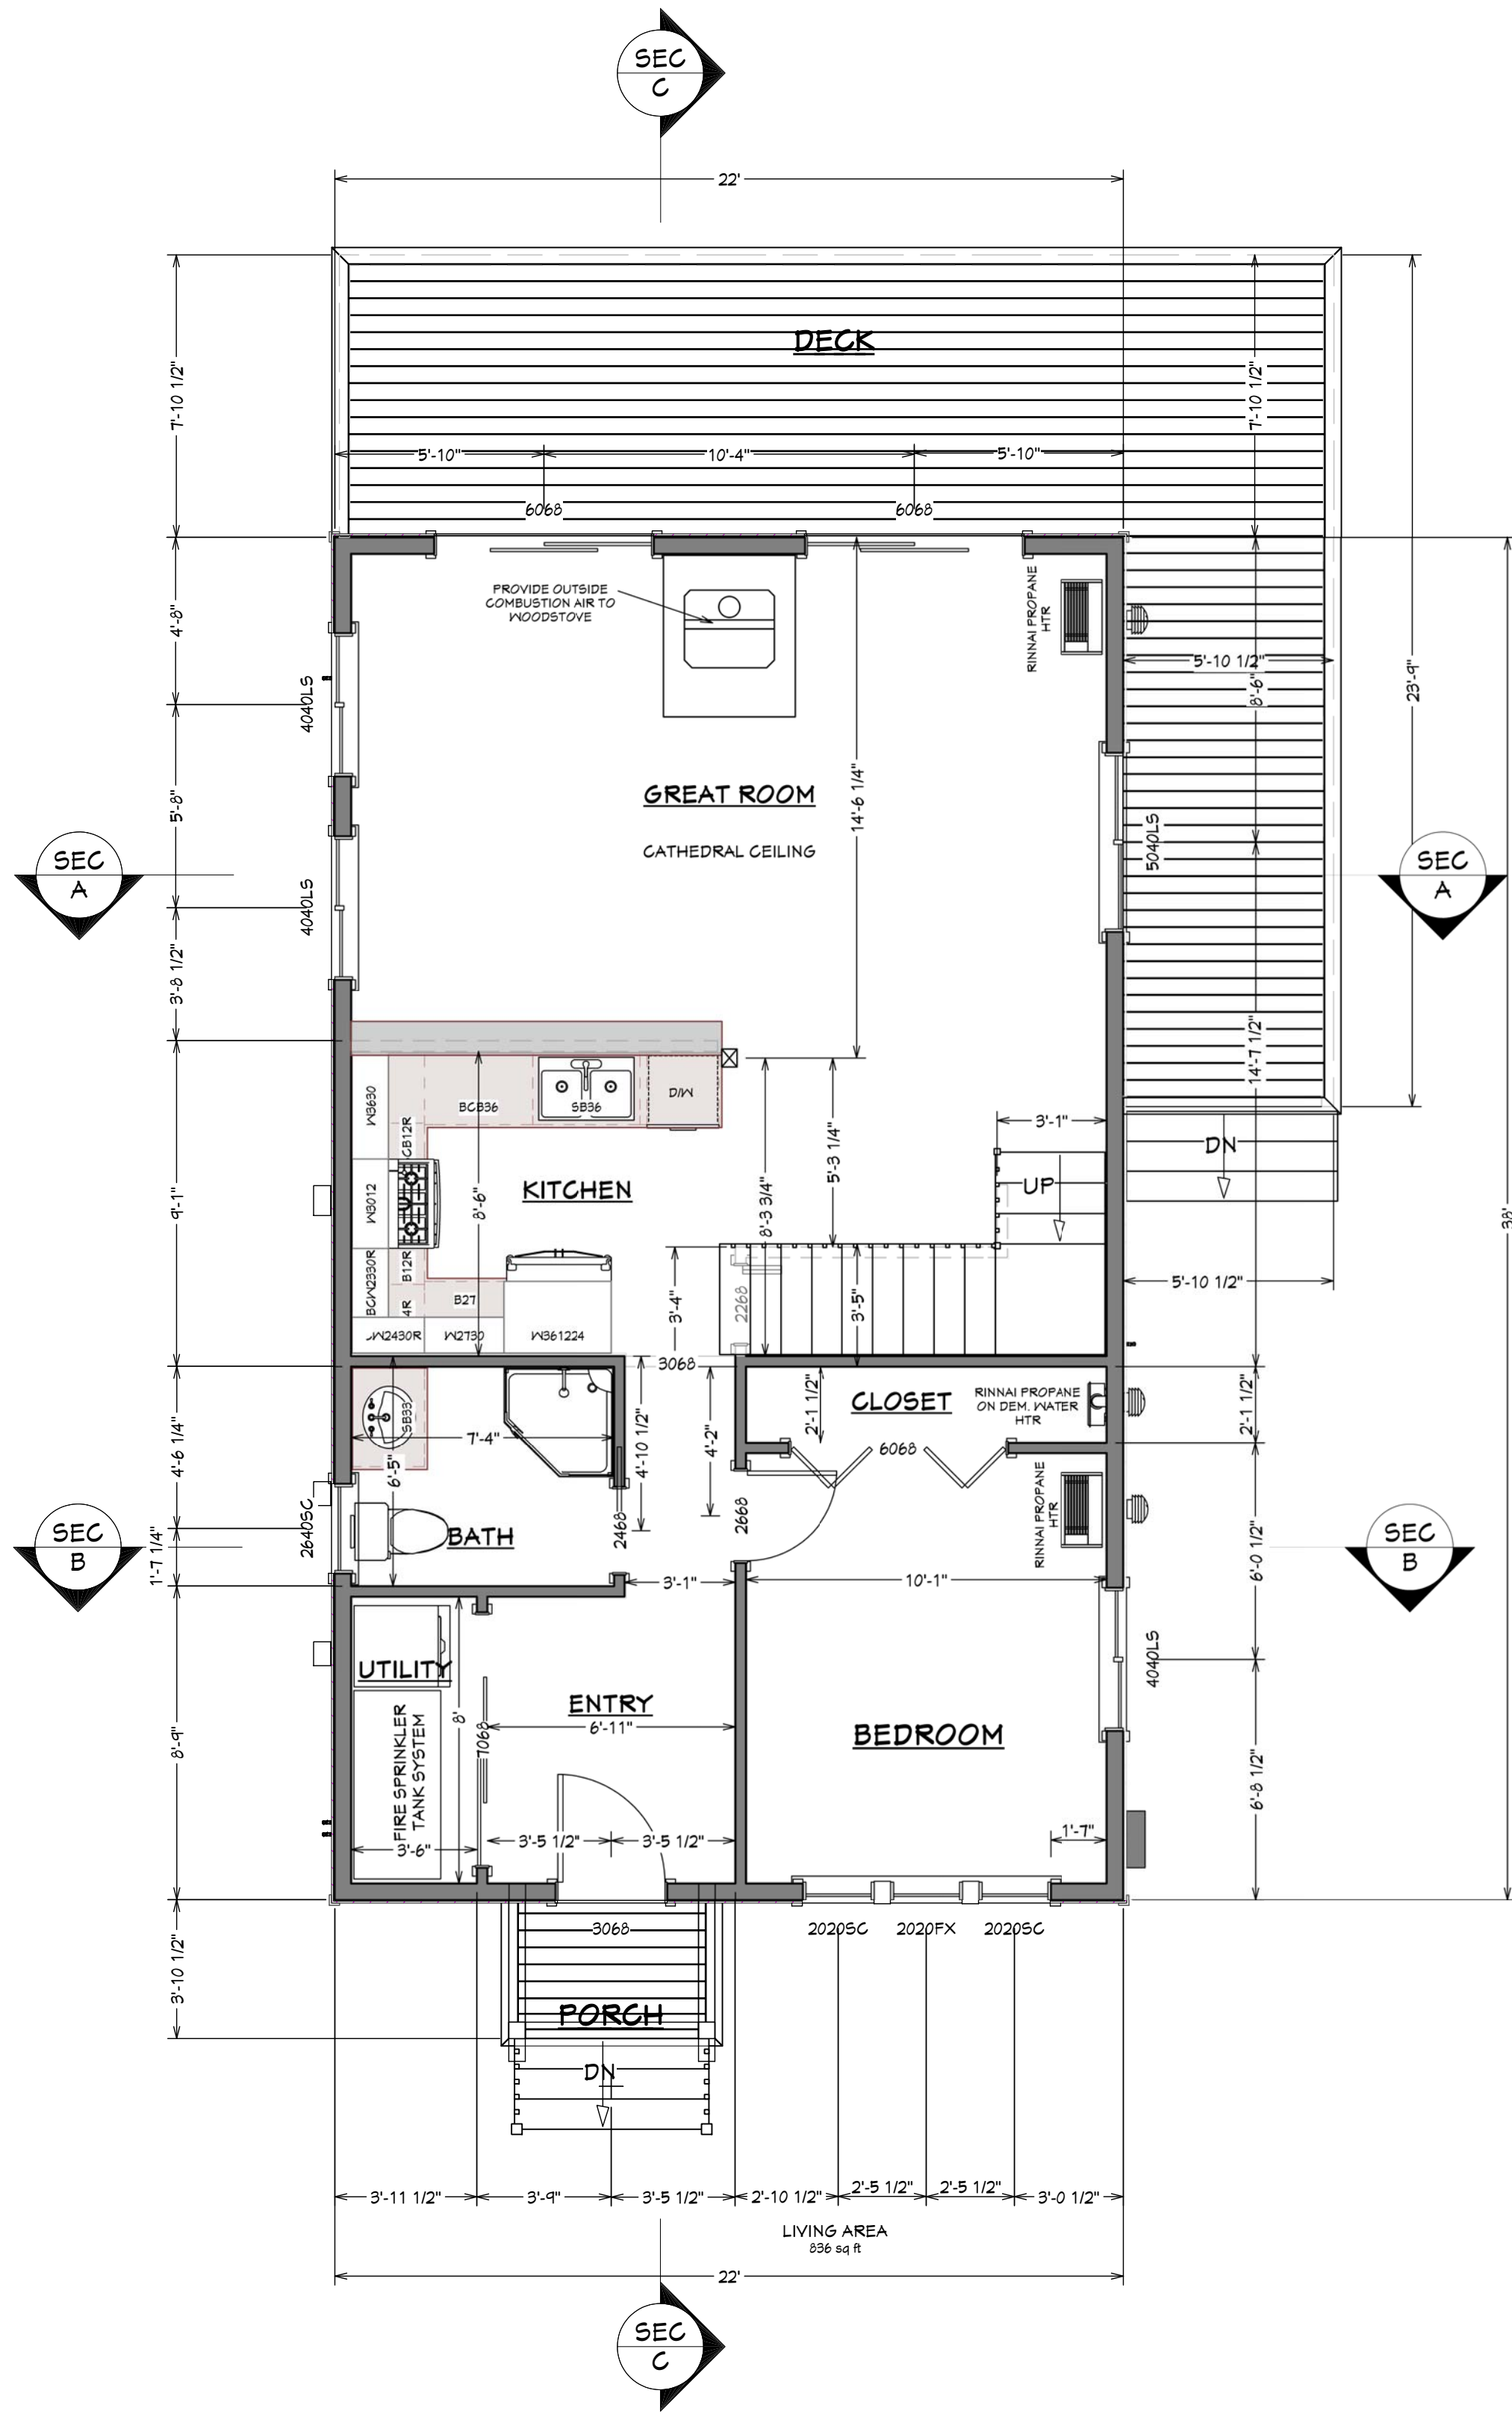 SEC
C
22'
DECK
7'-10 1/2"
7'-10 1/2"
5'-10"
10'-4"
5'-10"
6068
6068
PROVIDE OUTSIDE
COMBUSTION AIR TO
WOODSTOVE
RINNAI PROPANE
HTR
4'-8"
4040LS
5'-10 1/2"
8'-6"
23'-9"
GREAT ROOM
14'-6 1/4"
5'-8"
CATHEDRAL CEILING
5040LS
SEC
A
SEC
A
4040LS
3'-8 1/2"
14'-7 1/2"
W3630
BCB36
SB36
D/W
CB12R
3'-1"
5'-3 1/4"
DN
UP
KITCHEN
W3012
8'-6"
8'-3 3/4"
9'-1"
38'
BCW2330R
B12R
B27
4R
3'-4"
2268
3'-5"
5'-10 1/2"
W2430R
W2730
W361224
3068
CLOSET
RINNAI PROPANE
ON DEM. WATER
HTR
2'-1 1/2"
2'-1 1/2"
SB33
7'-4"
4'-10 1/2"
4'-2"
6068
4'-6 1/4"
6'-5"
RINNAI PROPANE
HTR
2640SC
BATH
2468
2668
SEC
B
SEC
B
1'-7 1/4"
6'-0 1/2"
3'-1"
10'-1"
UTILITY
4040LS
ENTRY
6'-11"
8'
7068
BEDROOM
FIRE SPRINKLER
TANK SYSTEM
8'-9"
6'-8 1/2"
3'-6"
3'-5 1/2"
3'-5 1/2"
1'-7"
3068
2020SC
2020FX
2020SC
3'-10 1/2"
PORCH
DN
3'-11 1/2"
3'-9"
3'-5 1/2"
2'-10 1/2"
2'-5 1/2"
2'-5 1/2"
3'-0 1/2"
LIVING AREA
836 sq ft
22'
SEC
C